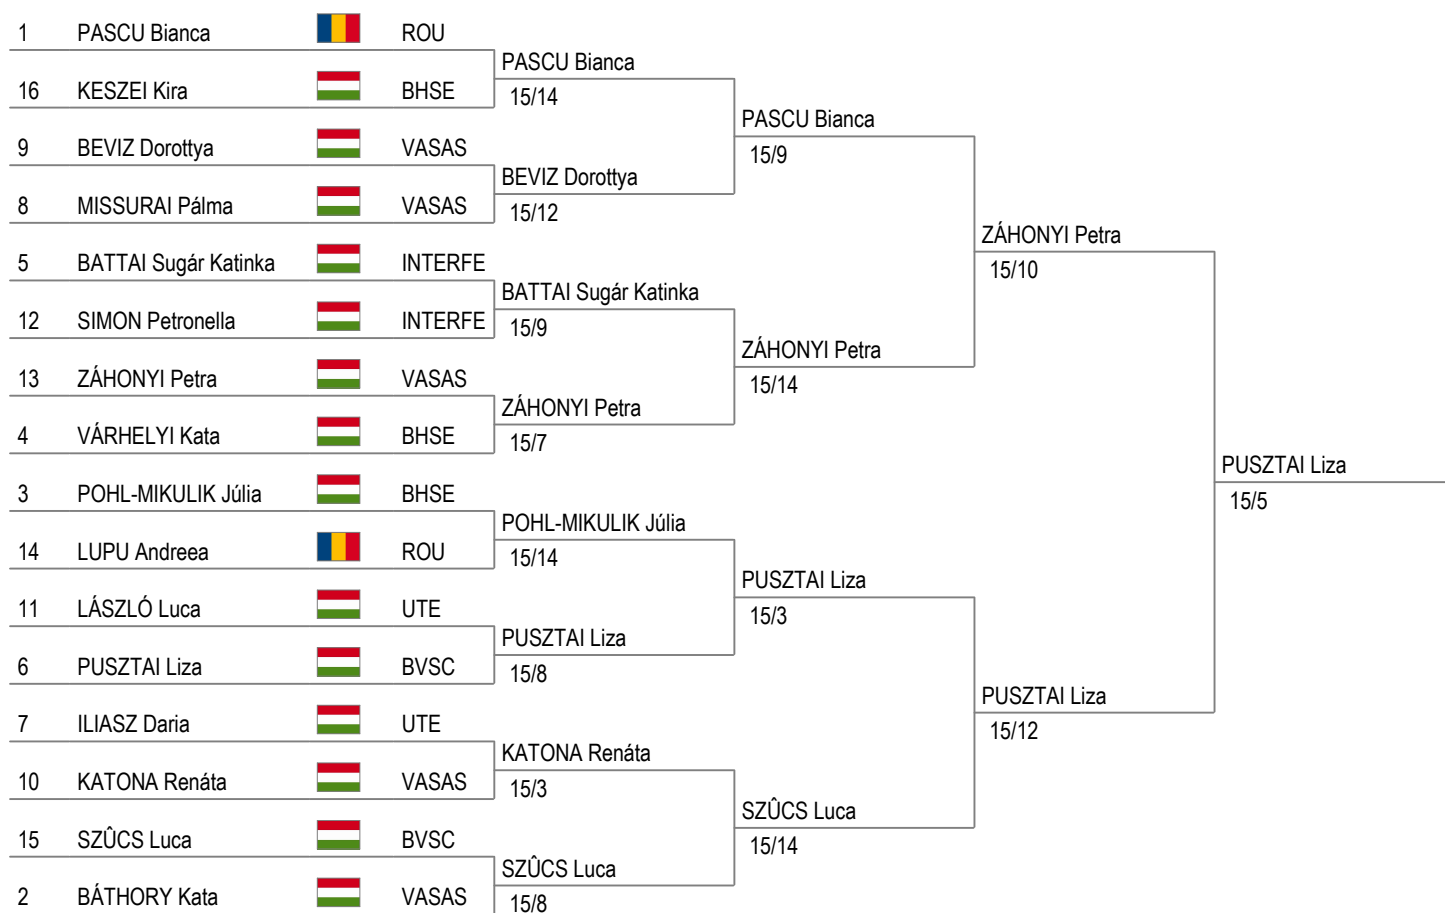 1 PASCU Bianca ROU
PASCU Bianca
16 KESZEI Kira BHSE
15/14
PASCU Bianca
9 BEVIZ Dorottya VASAS
15/9
BEVIZ Dorottya
8 MISSURAI Pálma VASAS
15/12
ZÁHONYI Petra
5 BATTAI Sugár Katinka INTERFE
15/10
BATTAI Sugár Katinka
12 SIMON Petronella INTERFE
15/9
ZÁHONYI Petra
13 ZÁHONYI Petra VASAS
15/14
ZÁHONYI Petra
4 VÁRHELYI Kata BHSE
15/7
PUSZTAI Liza
3 POHL-MIKULIK Júlia BHSE
15/5
POHL-MIKULIK Júlia
14 LUPU Andreea ROU
15/14
PUSZTAI Liza
11 LÁSZLÓ Luca UTE
15/3
PUSZTAI Liza
6 PUSZTAI Liza BVSC
15/8
PUSZTAI Liza
7 ILIASZ Daria UTE
15/12
KATONA Renáta
10 KATONA Renáta VASAS
15/3
SZÛCS Luca
15 SZÛCS Luca BVSC
15/14
SZÛCS Luca
2 BÁTHORY Kata VASAS
15/8